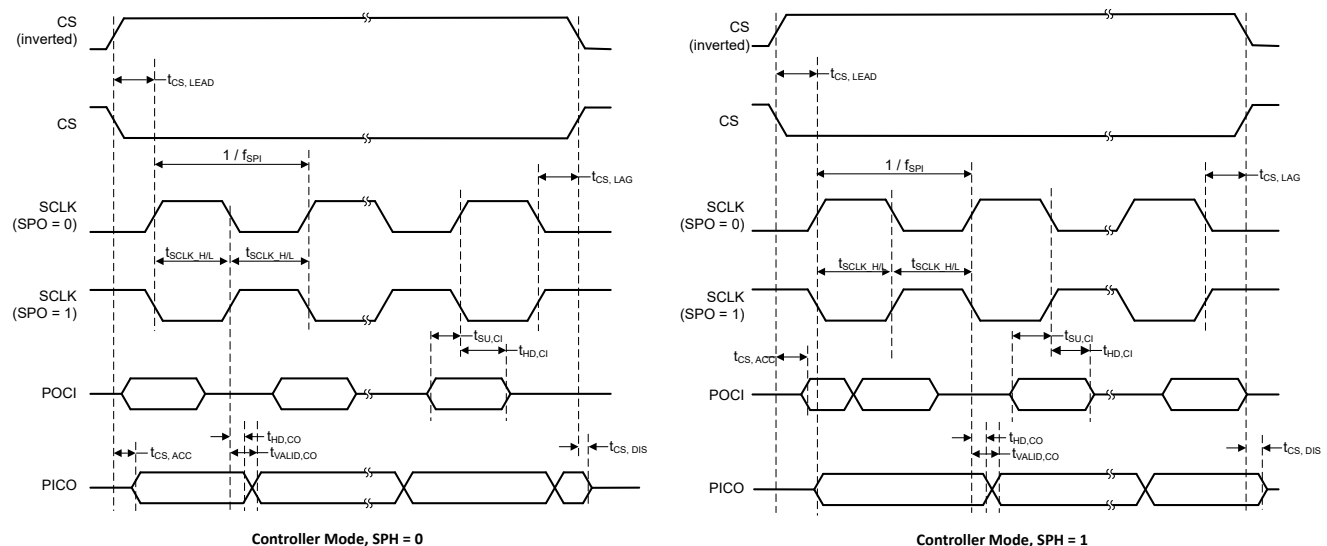 CS
(inverted)
tCS, LEAD
CS
1 / fSPI
tCS, LAG
SCLK
(SPO = 0)
tSCLK_H/L
tSCLK_H/L
SCLK
(SPO = 1)
tSU,CI
tHD,CI
POCI
tHD,CO
tCS, ACC
tVALID,CO
tCS, DIS
PICO
Controller Mode, SPH = 0
CS
(inverted)
tCS, LEAD
CS
1 / fSPI
tCS, LAG
SCLK
(SPO = 0)
tSCLK_H/L
tSCLK_H/L
SCLK
(SPO = 1)
tSU,CI
tHD,CI
tCS, ACC
POCI
tHD,CO
tVALID,CO
tCS, DIS
PICO
Controller Mode, SPH = 1